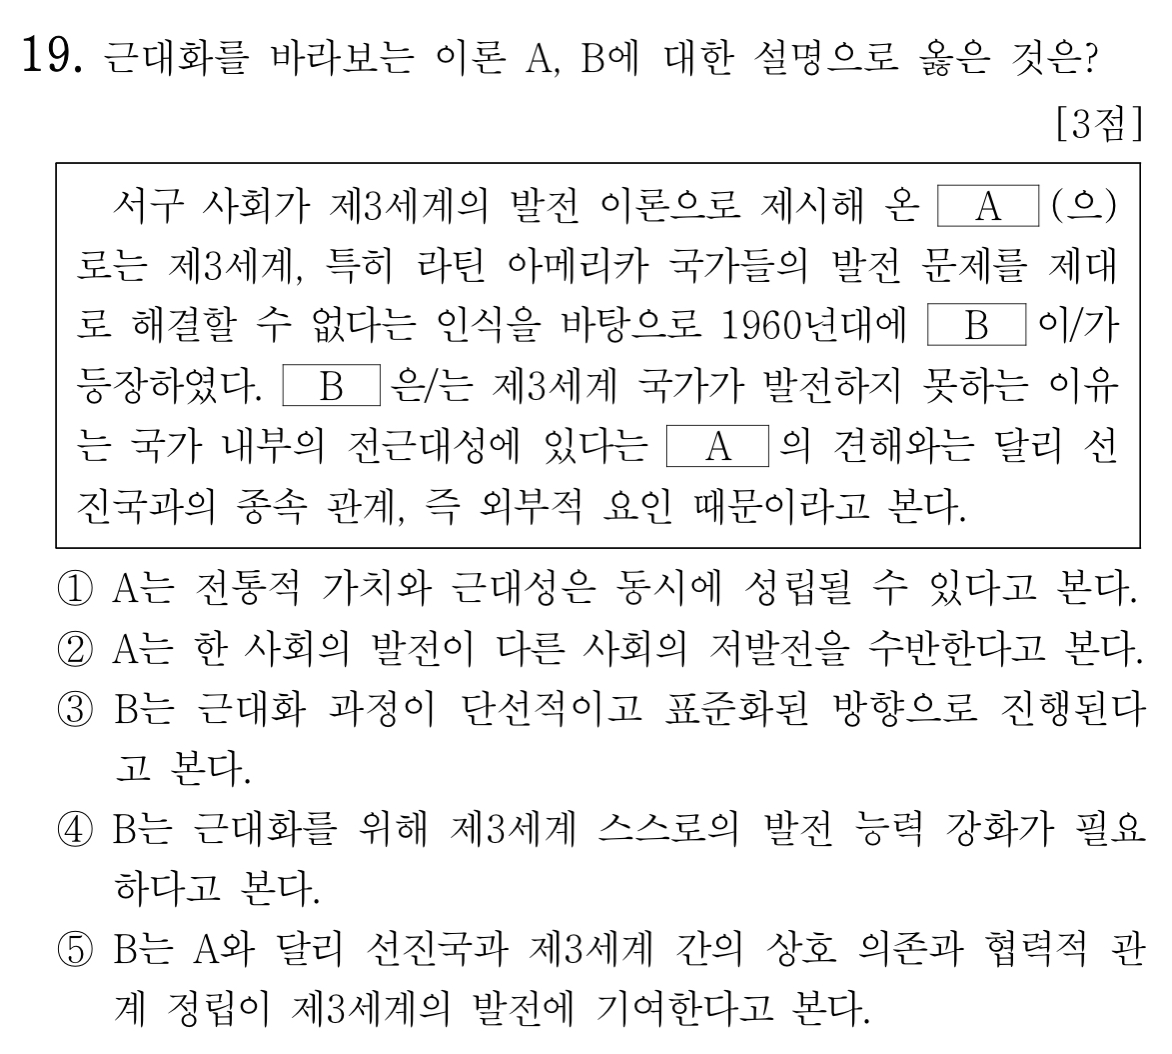 19. 근대화를 바라보는 이론 A, B에 대한 설명으로 옳은 것은?
[3점]
서구 사회가 제3세계의 발전 이론으로 제시해 온 A (으)
로는 제3세계, 특히 라틴 아메리카 국가들의 발전 문제를 제대
로 해결할 수 없다는 인식을 바탕으로 1960년대에 B 이/가
등장하였다. B 은/는 제3세계 국가가 발전하지 못하는 이유
는 국가 내부의 전근대성에 있다는 A 의 견해와는 달리 선
진국과의 종속 관계, 즉 외부적 요인 때문이라고 본다.
① A는 전통적 가치와 근대성은 동시에 성립될 수 있다고 본다.
② A는 한 사회의 발전이 다른 사회의 저발전을 수반한다고 본다.
③ B는 근대화 과정이 단선적이고 표준화된 방향으로 진행된다
고 본다.
④ B는 근대화를 위해 제3세계 스스로의 발전 능력 강화가 필요
하다고 본다.
⑤ B는 A와 달리 선진국과 제3세계 간의 상호 의존과 협력적 관
계 정립이 제3세계의 발전에 기여한다고 본다.